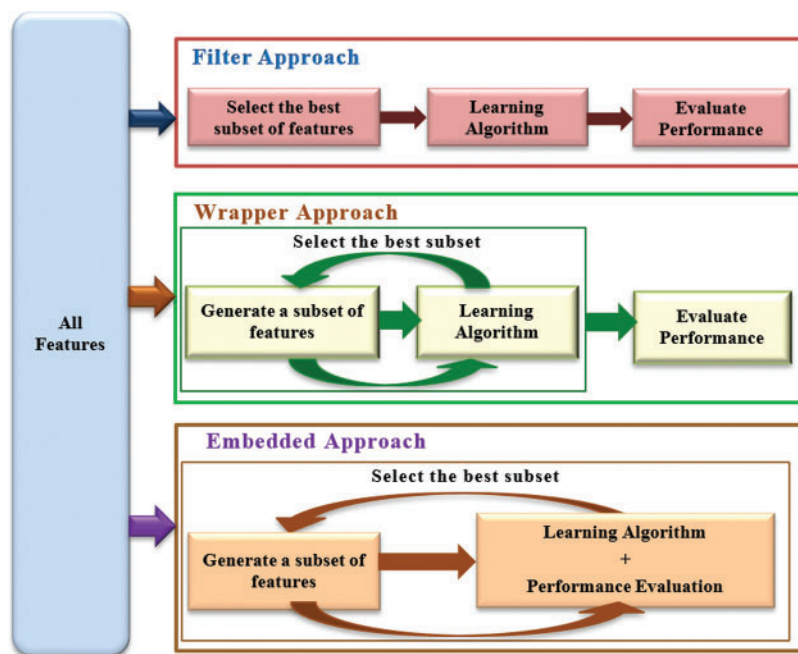 All
Features
Filter Approach
Select the best
subset of features
Learning
Algorithm
Evaluate
Performance
Wrapper Approach
Select the best subset
Generate a subset of
features
Learning
Algorithm
Evaluate
Performance
Embedded Approach
Select the best subset
Generate a subset of
features
Learning Algorithm
+
Performance Evaluation